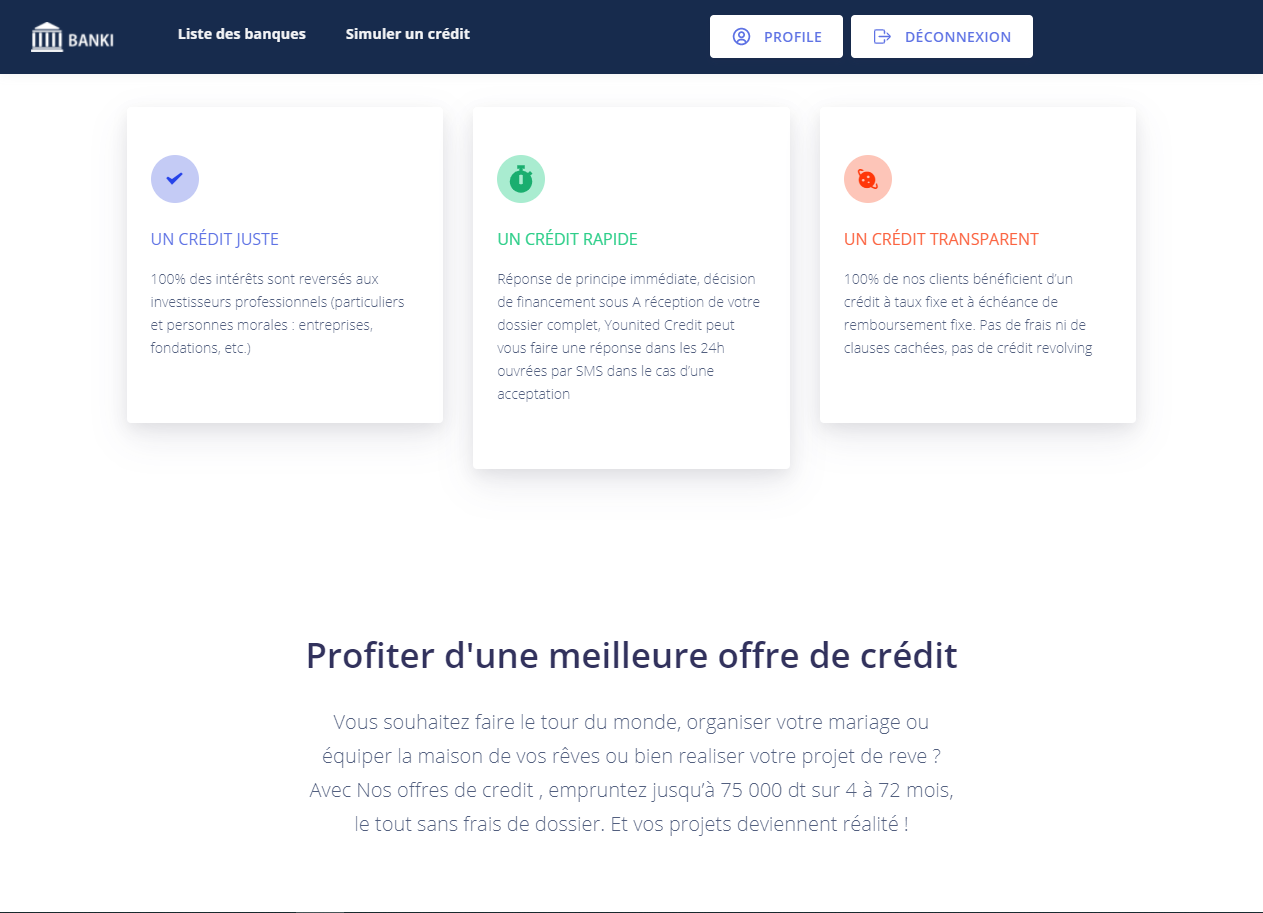 BANKI
Liste des banques
Simuler un crédit
PROFILE
DÉCONNEXION
UN CRÉDIT JUSTE
100% des intérêts sont reversés aux
investisseurs professionnels (particuliers
et personnes morales : entreprises,
fondations, etc.)
UN CRÉDIT RAPIDE
Réponse de principe immédiate, décision
de financement sous A réception de votre
dossier complet, Younited Credit peut
vous faire une réponse dans les 24h
ouvrées par SMS dans le cas d’une
acceptation
UN CRÉDIT TRANSPARENT
100% de nos clients bénéficient d’un
crédit à taux fixe et à échéance de
remboursement fixe. Pas de frais ni de
clauses cachées, pas de crédit revolving
Profiter d'une meilleure offre de crédit
Vous souhaitez faire le tour du monde, organiser votre mariage ou
équiper la maison de vos rêves ou bien realiser votre projet de reve ?
Avec Nos offres de credit , empruntez jusqu’à 75 000 dt sur 4 à 72 mois,
le tout sans frais de dossier. Et vos projets deviennent réalité !